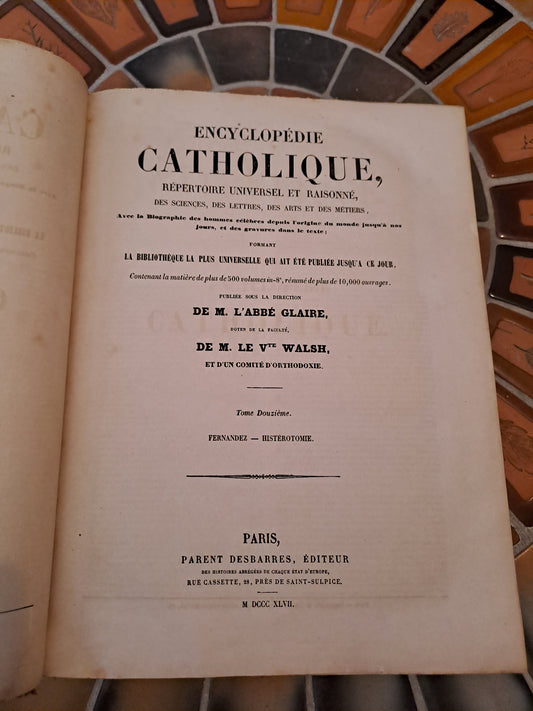 ENCYCLOPÉDIE
CATHOLIQUE,
RÉPERTOIRE UNIVERSEL ET RAISONNÉ,
DES SCIENCES, DES LETTRES, DES ARTS ET DES MÉTIERS,
Avec la Biographie des hommes célèbres depuis l'origine du monde jusqu'à nos
jours, et des gravures dans le texte;
FORMANT
LA BIBLIOTHÈQUE LA PLUS UNIVERSELLE QUI AIT ÉTÉ PUBLIÉE JUSQU'A CE JOUR.
Contenant la matière de plus de 500 volumes in-8°, résumé de plus de 10,000 ouvrages.
PUBLIÉE SOUS LA DIRECTION
DE M. L'ABBÉ GLAIRE,
DOYEN DE LA FACULTÉ,
DE M. LE VTE WALSH,
ET D'UN COMITÉ D'ORTHODOXIE.
Tome Douzième.
FERNANDEZ — HISTÉROTOMIE.
PARIS,
PARENT DESBARRES, ÉDITEUR
DES HISTOIRES ABRÉGÉES DE CHAQUE ÉTAT D'EUROPE,
RUE CASSETTE, 28, PRÈS DE SAINT-SULPICE.
M DCCC XLVII.